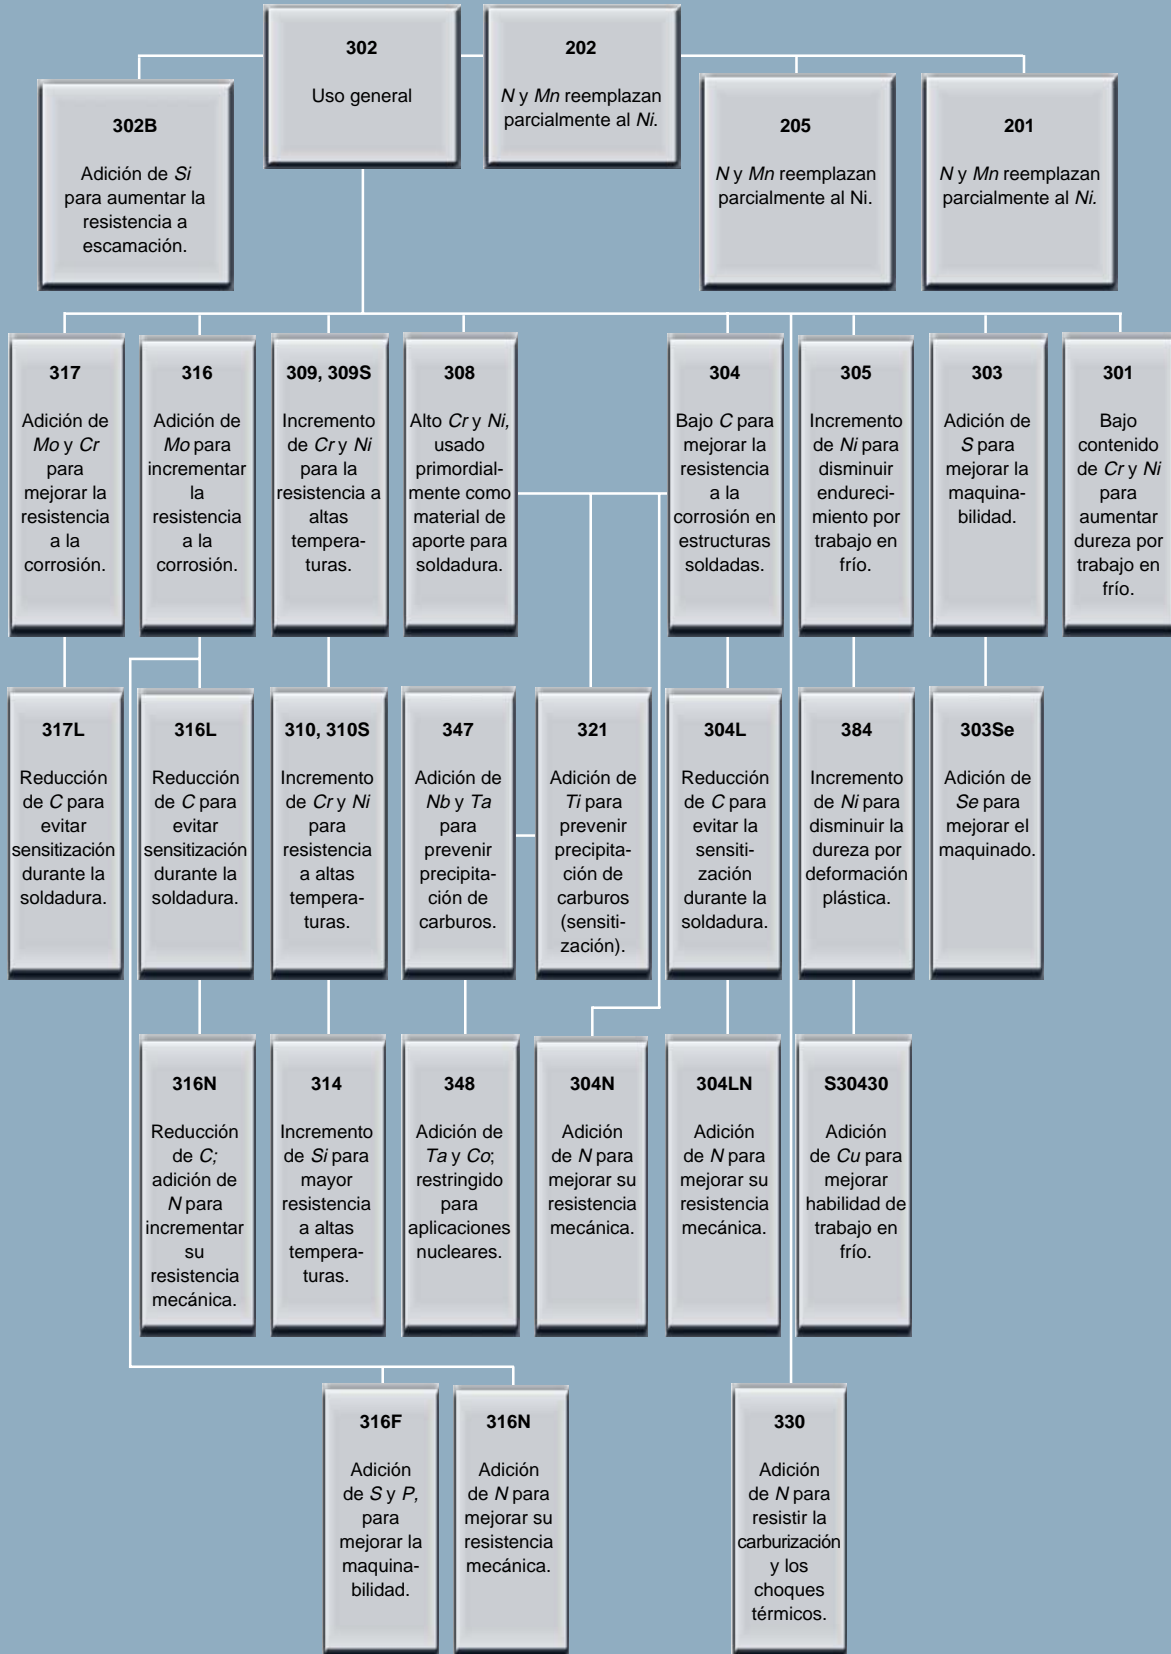 302
Uso general
202
N y Mn reemplazan
parcialmente al Ni.
302B
Adición de Si
para aumentar la
resistencia a
escamación.
205
N y Mn reemplazan
parcialmente al Ni.
201
N y Mn reemplazan
parcialmente al Ni.
317
Adición de
Mo y Cr
para
mejorar la
resistencia
a la
corrosión.
316
Adición de
Mo para
incrementar
la
resistencia
a la
corrosión.
309, 309S
Incremento
de Cr y Ni
para la
resistencia a
altas
tempera-
turas.
308
Alto Cr y Ni,
usado
primordial-
mente como
material de
aporte para
soldadura.
304
Bajo C para
mejorar la
resistencia
a la
corrosión en
estructuras
soldadas.
305
Incremento
de Ni para
disminuir
endureci-
miento por
trabajo en
frío.
303
Adición de
S para
mejorar la
maquina-
bilidad.
301
Bajo
contenido
de Cr y Ni
para
aumentar
dureza por
trabajo en
frío.
317L
Reducción
de C para
evitar
sensitización
durante la
soldadura.
316L
Reducción
de C para
evitar
sensitización
durante la
soldadura.
310, 310S
Incremento
de Cr y Ni
para
resistencia
a altas
tempera-
turas.
347
Adición de
Nb y Ta
para
prevenir
precipita-
ción de
carburos.
321
Adición de
Ti para
prevenir
precipita-
ción de
carburos
(sensiti-
zación).
304L
Reducción
de C para
evitar la
sensiti-
zación
durante la
soldadura.
384
Incremento
de Ni para
disminuir la
dureza por
deformación
plástica.
303Se
Adición de
Se para
mejorar el
maquinado.
316N
Reducción
de C;
adición de
N para
incrementar
su
resistencia
mecánica.
314
Incremento
de Si para
mayor
resistencia
a altas
tempera-
turas.
348
Adición de
Ta y Co;
restringido
para
aplicaciones
nucleares.
304N
Adición
de N para
mejorar su
resistencia
mecánica.
304LN
Adición
de N para
mejorar su
resistencia
mecánica.
S30430
Adición
de Cu para
mejorar
habilidad de
trabajo en
frío.
316F
Adición
de S y P,
para
mejorar la
maquina-
bilidad.
316N
Adición
de N para
mejorar su
resistencia
mecánica.
330
Adición
de N para
resistir la
carburización
y los
choques
térmicos.